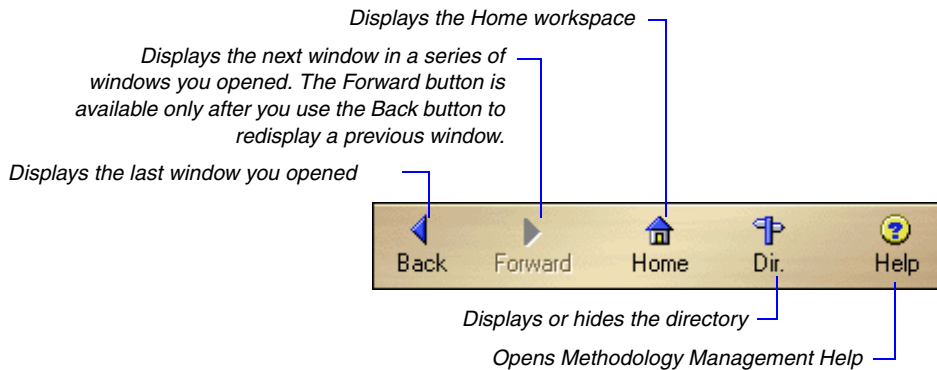 Displays the Home workspace
Displays the next window in a series of
windows you opened. The Forward button is
available only after you use the Back button to
redisplay a previous window.
Displays the last window you opened
Back Forward Home Dir. Help
Displays or hides the directory
Opens Methodology Management Help